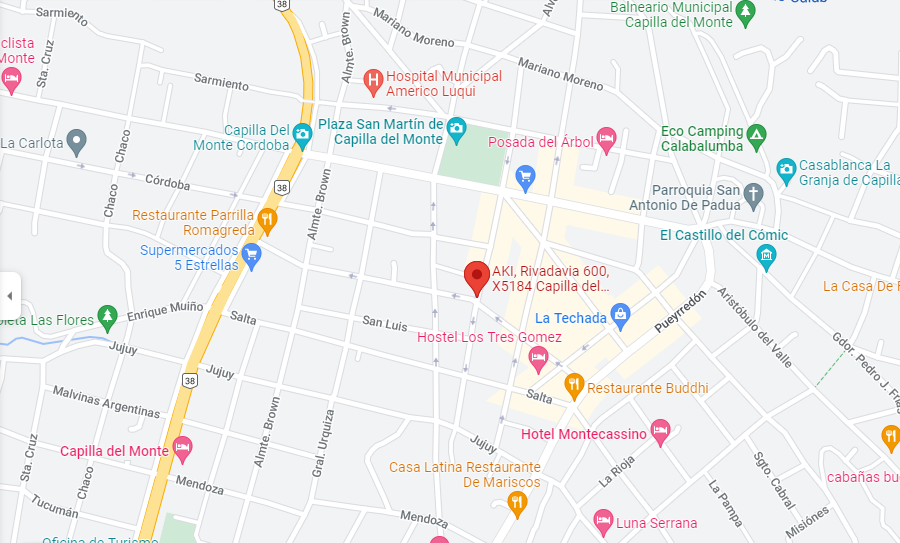 38
Balneario Municipal
Capilla del Monte
Sarmiento
Mariano Moreno
Almte. Brown
Sta. Cruz
clista
Monte
Mariano Moreno
Sarmiento
Hospital Municipal
Americo Luqui
Capilla Del
Monte Cordoba
Plaza San Martín de
Capilla del Monte
Posada del Árbol
Eco Camping
Calabalumba
La Carlota
Chaco
Chaco
Casablanca La
Granja de Capilla
Córdoba
38
Almte. Brown
Parroquia San
Antonio De Padua
Restaurante Parrilla
Romagreda
El Castillo del Cómic
Supermercados
5 Estrellas
AKI, Rivadavia 600,
X5184 Capilla del...
La Casa De F
Enrique Muiño
Salta
San Luis
La Techada
Pueyrredón
Aristóbulo del Valle
leta Las Flores
Jujuy
Hostel Los Tres Gomez
Gdor. Pedro J. Frías
38
Jujuy
Restaurante Buddhi
Malvinas Argentinas
Salta
Almte. Brown
Gral. Urquiza
Sta. Cruz
Chaco
Capilla del Monte
Jujuy
Hotel Montecassino
Casa Latina Restaurante
De Mariscos
La Rioja
Sgto. Cabral
cabañas bu
Mendoza
La Pampa
Tucumán
Mendoza
Luna Serrana
Misiónes
Oficina de Turismo